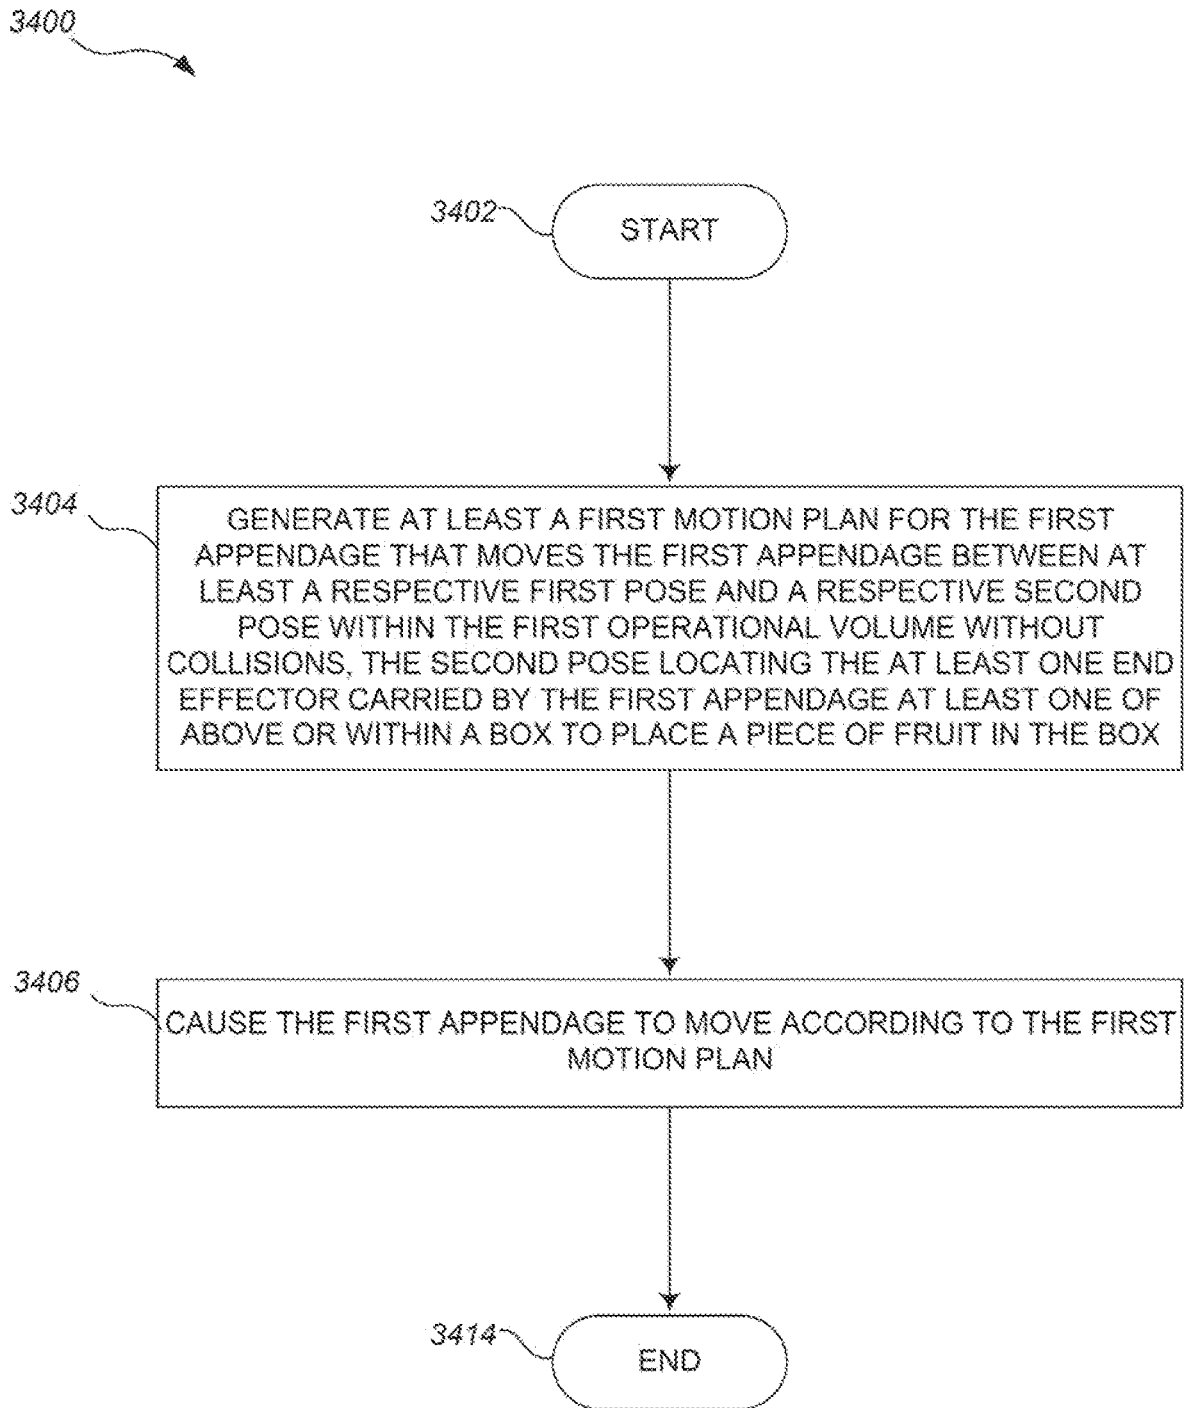 3400
3402
START
3404
GENERATE AT LEAST A FIRST MOTION PLAN FOR THE FIRST
APPENDAGE THAT MOVES THE FIRST APPENDAGE BETWEEN AT
LEAST A RESPECTIVE FIRST POSE AND A RESPECTIVE SECOND
POSE WITHIN THE FIRST OPERATIONAL VOLUME WITHOUT
COLLISIONS, THE SECOND POSE LOCATING THE AT LEAST ONE END
EFFECTOR CARRIED BY THE FIRST APPENDAGE AT LEAST ONE OF
ABOVE OR WITHIN A BOX TO PLACE A PIECE OF FRUIT IN THE BOX
3406
CAUSE THE FIRST APPENDAGE TO MOVE ACCORDING TO THE FIRST
MOTION PLAN
3414
END